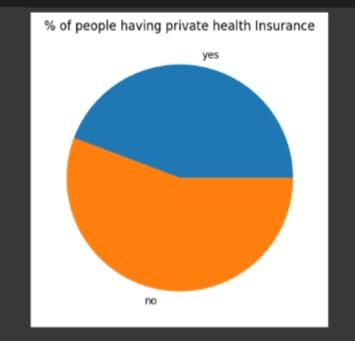 % of people having private health Insurance
yes
no